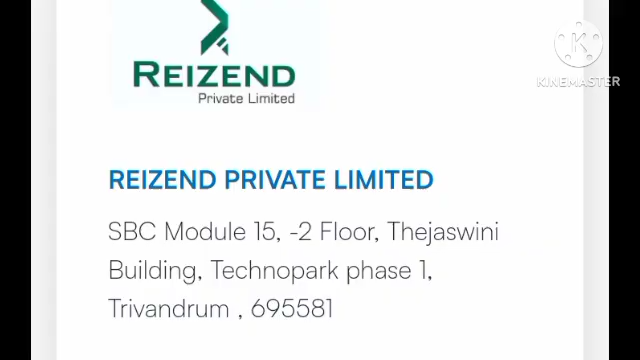 REIZEND
Private Limited
KINEMASTER
REIZEND PRIVATE LIMITED
SBC Module 15, -2 Floor, Thejaswini
Building, Technopark phase 1,
Trivandrum , 695581